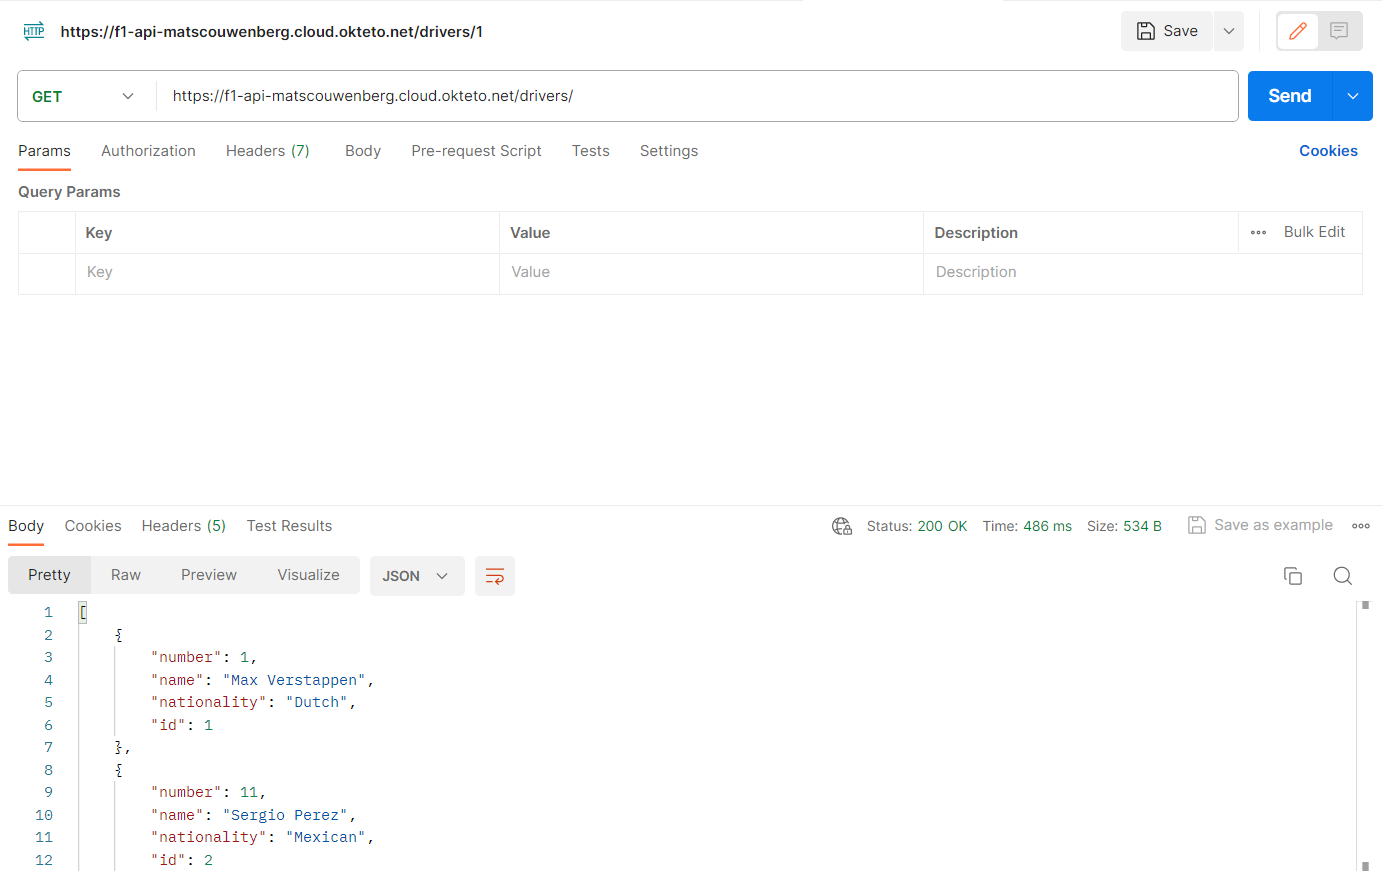 HTTP https://f1-api-matscouwenberg.cloud.okteto.net/drivers/1 Save
GET https://f1-api-matscouwenberg.cloud.okteto.net/drivers/ Send
Params Authorization Headers (7) Body Pre-request Script Tests Settings Cookies
Query Params
Key Value Description ••• Bulk Edit
Key Value Description
Body Cookies Headers (5) Test Results Status: 200 OK Time: 486 ms Size: 534 B Save as example
Pretty Raw Preview Visualize JSON
1 [
2 {
3 "number": 1,
4 "name": "Max Verstappen",
5 "nationality": "Dutch",
6 "id": 1
7 },
8 {
9 "number": 11,
10 "name": "Sergio Perez",
11 "nationality": "Mexican",
12 "id": 2